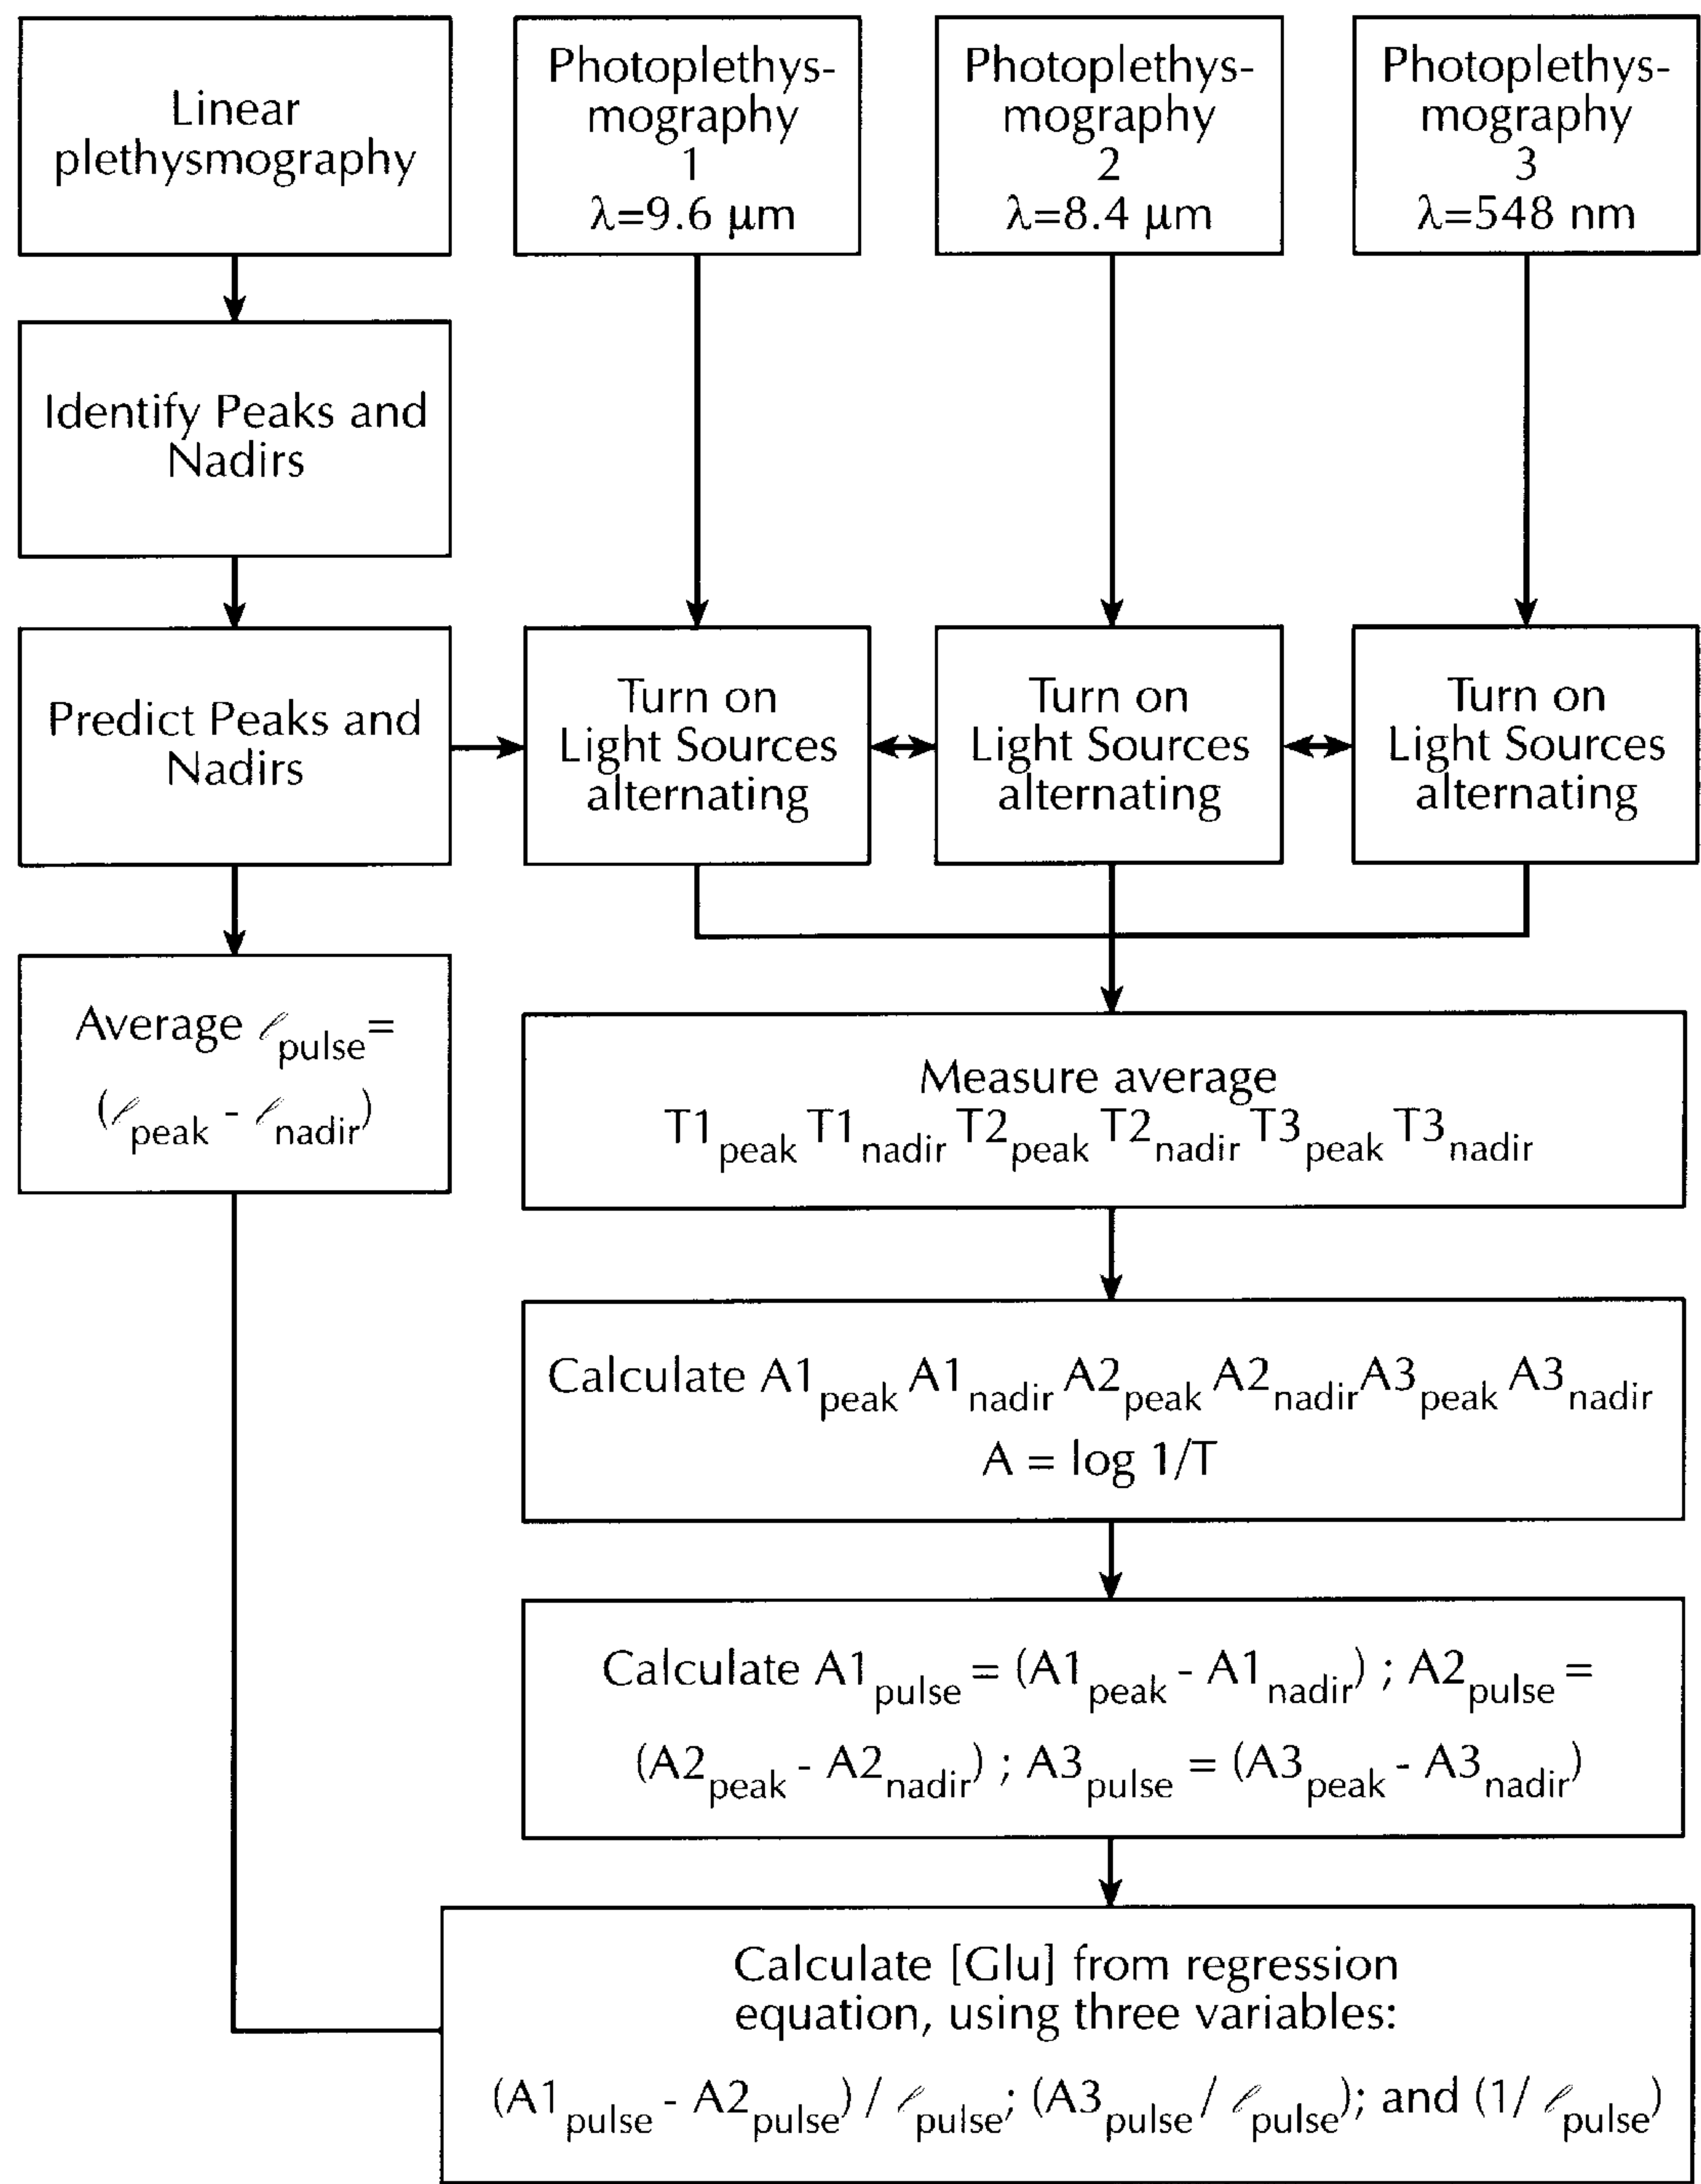 Linear
plethysmography
Photoplethys-
mography
1
λ=9.6 μm
Photoplethys-
mography
2
λ=8.4 μm
Photoplethys-
mography
3
λ=548 nm
Identify Peaks and
Nadirs
Predict Peaks and
Nadirs
Turn on
Light Sources
alternating
Turn on
Light Sources
alternating
Turn on
Light Sources
alternating
Average ℓpulse=
(ℓpeak - ℓnadir)
Measure average
T1peak T1nadir T2peak T2nadir T3peak T3nadir
Calculate A1peak A1nadir A2peak A2nadir A3peak A3nadir
A = log 1/T
Calculate A1pulse = (A1peak - A1nadir) ; A2pulse =
(A2peak - A2nadir) ; A3pulse = (A3peak - A3nadir)
Calculate [Glu] from regression
equation, using three variables:
(A1pulse - A2pulse) / ℓpulse; (A3pulse/ ℓpulse); and (1/ ℓpulse)